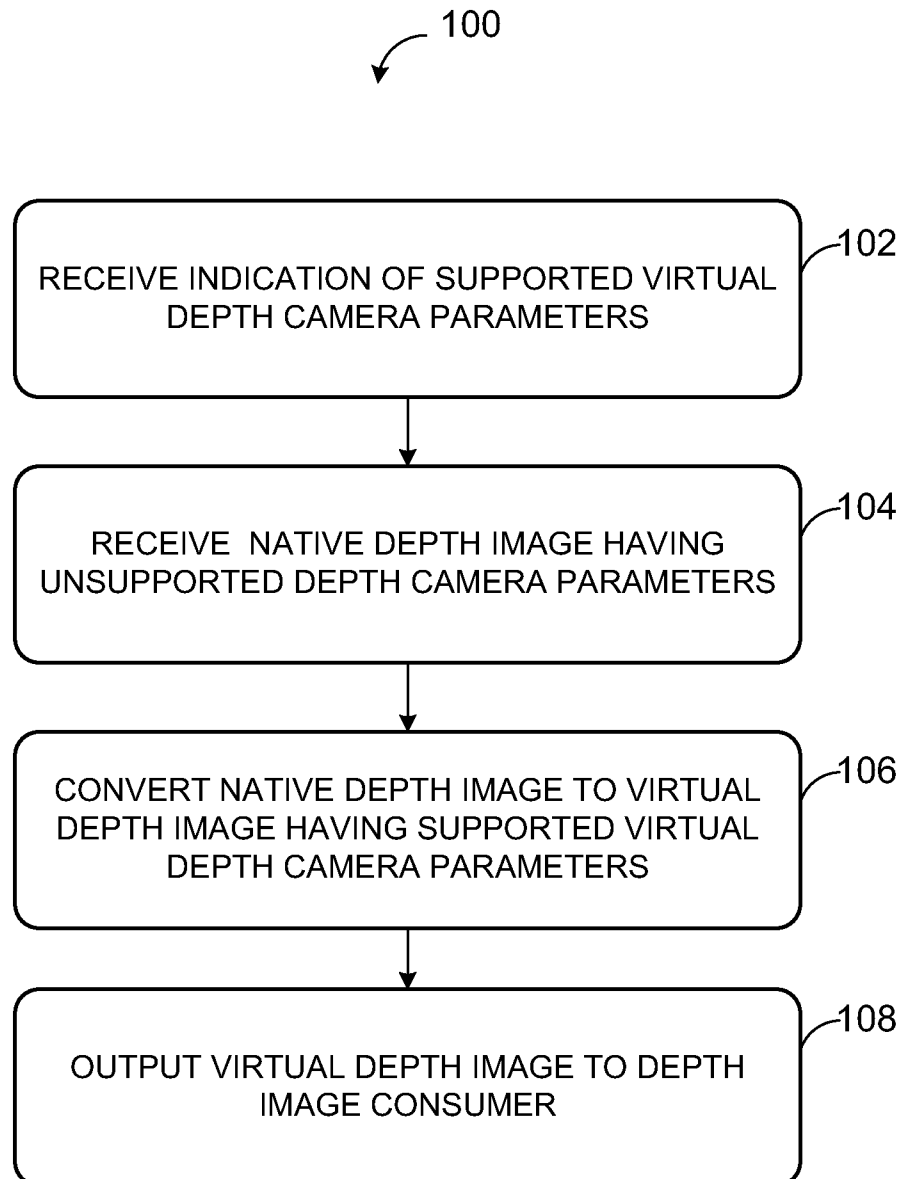 100
RECEIVE INDICATION OF SUPPORTED VIRTUAL
DEPTH CAMERA PARAMETERS
102
RECEIVE NATIVE DEPTH IMAGE HAVING
UNSUPPORTED DEPTH CAMERA PARAMETERS
104
CONVERT NATIVE DEPTH IMAGE TO VIRTUAL
DEPTH IMAGE HAVING SUPPORTED VIRTUAL
DEPTH CAMERA PARAMETERS
106
OUTPUT VIRTUAL DEPTH IMAGE TO DEPTH
IMAGE CONSUMER
108